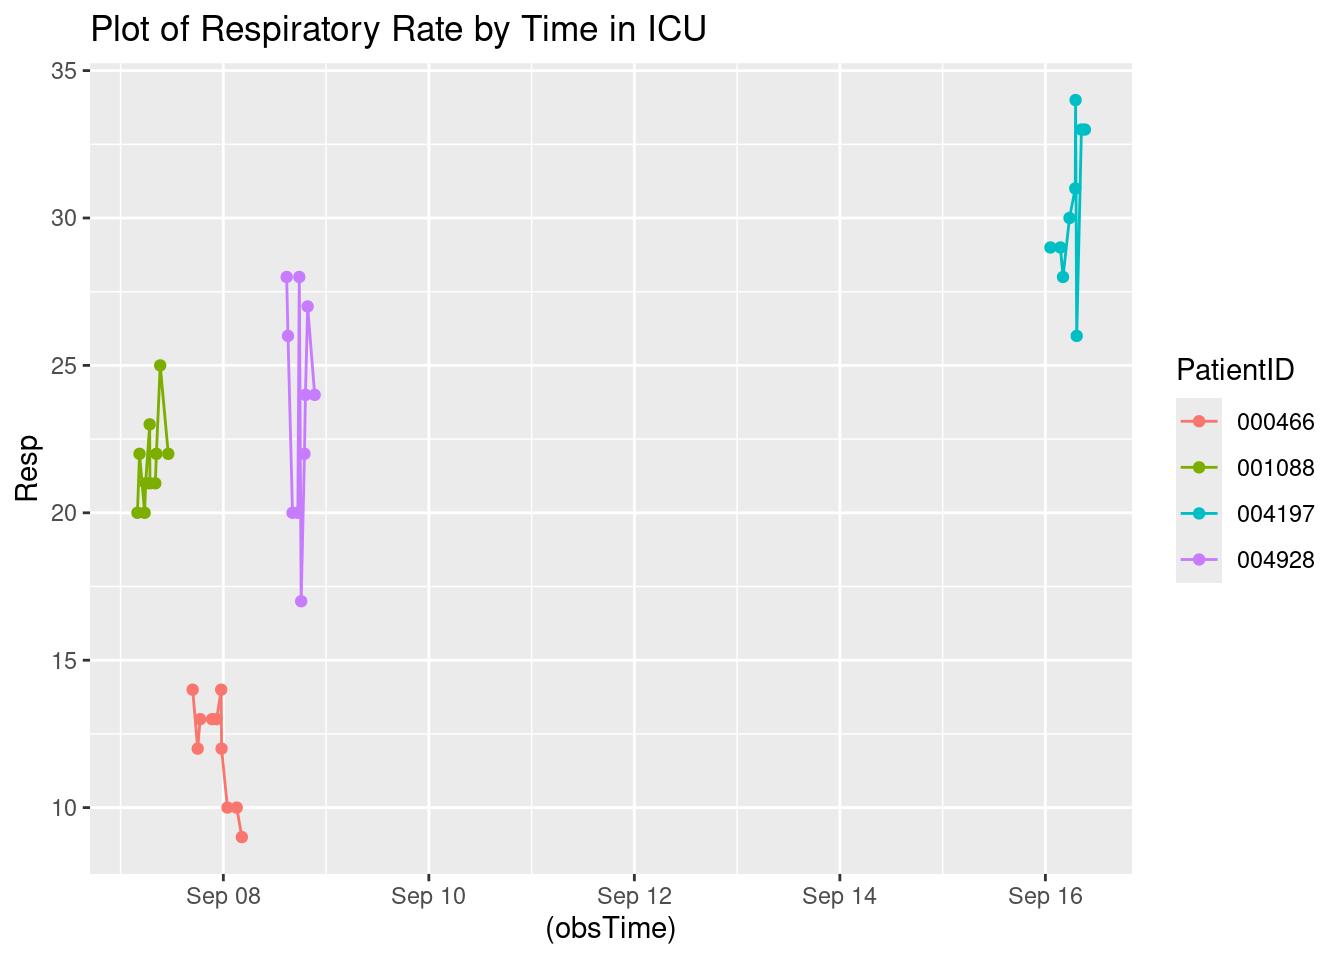 Plot of Respiratory Rate by Time in ICU
35
30
25
20
15
10
Resp
Sep 08
Sep 10
Sep 12
Sep 14
Sep 16
(obsTime)
PatientID
000466
001088
004197
004928